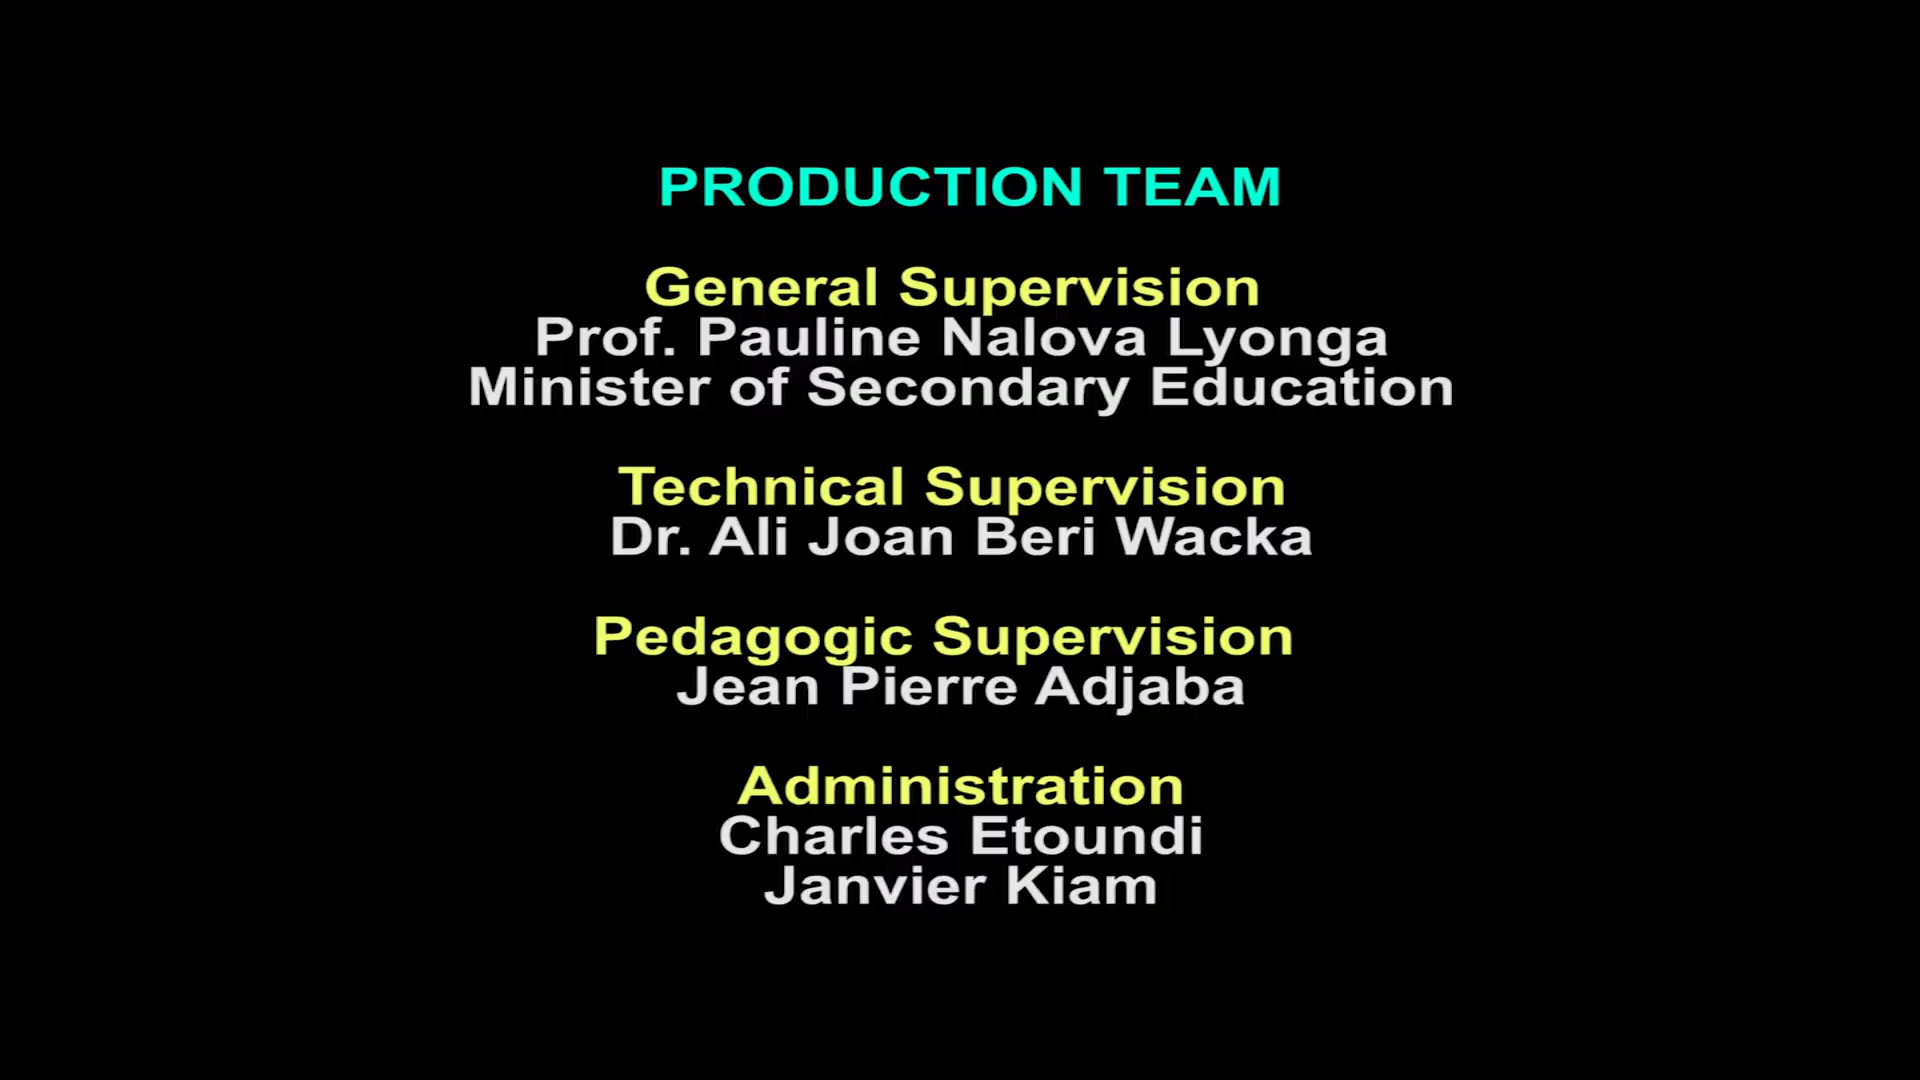 PRODUCTION TEAM
General Supervision
Prof. Pauline Nalova Lyonga
Minister of Secondary Education
Technical Supervision
Dr. Ali Joan Beri Wacka
Pedagogic Supervision
Jean Pierre Adjaba
Administration
Charles Etoundi
Janvier Kiam